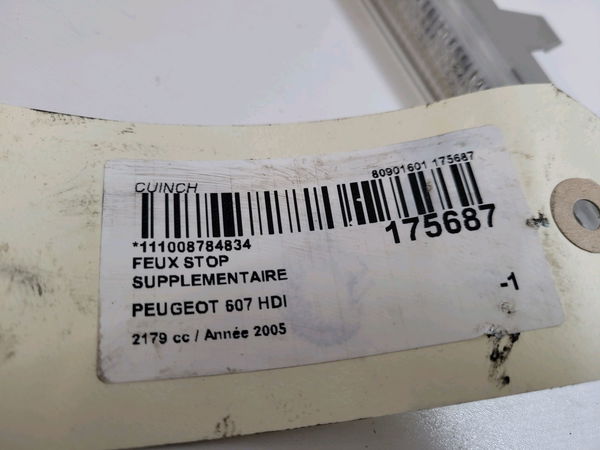 CUINCH
80901601 175687
*111008784834
175687
FEUX STOP
SUPPLEMENTAIRE
-1
PEUGEOT 607 HDI
2179 cc / Année 2005